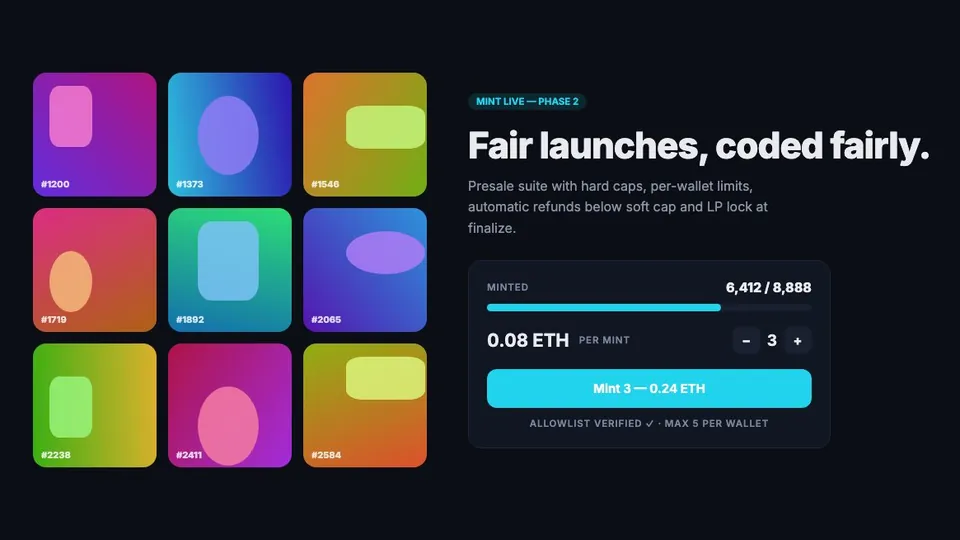 #1200
#1373
#1546
#1719
#1892
#2065
#2238
#2411
#2584
MINT LIVE — PHASE 2
Fair launches, coded fairly.
Presale suite with hard caps, per-wallet limits,
automatic refunds below soft cap and LP lock at
finalize.
MINTED 6,412 / 8,888
0.08 ETH PER MINT − 3 +
Mint 3 — 0.24 ETH
ALLOWLIST VERIFIED ✓ · MAX 5 PER WALLET